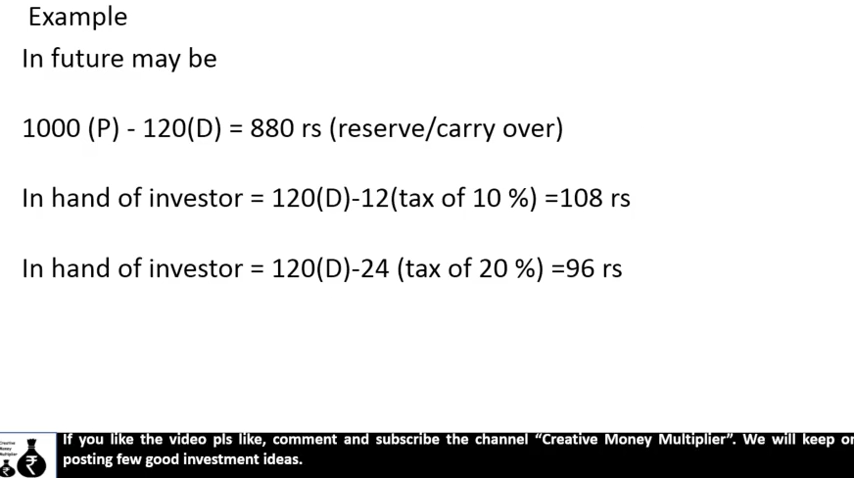 Example
In future may be
1000 (P) - 120(D) = 880 rs (reserve/carry over)
In hand of investor = 120(D)-12(tax of 10 %) =108 rs
In hand of investor = 120(D)-24 (tax of 20 %) =96 rs
Creative
Money
Multiplier
If you like the video pls like, comment and subscribe the channel “Creative Money Multiplier”. We will keep on
posting few good investment ideas.